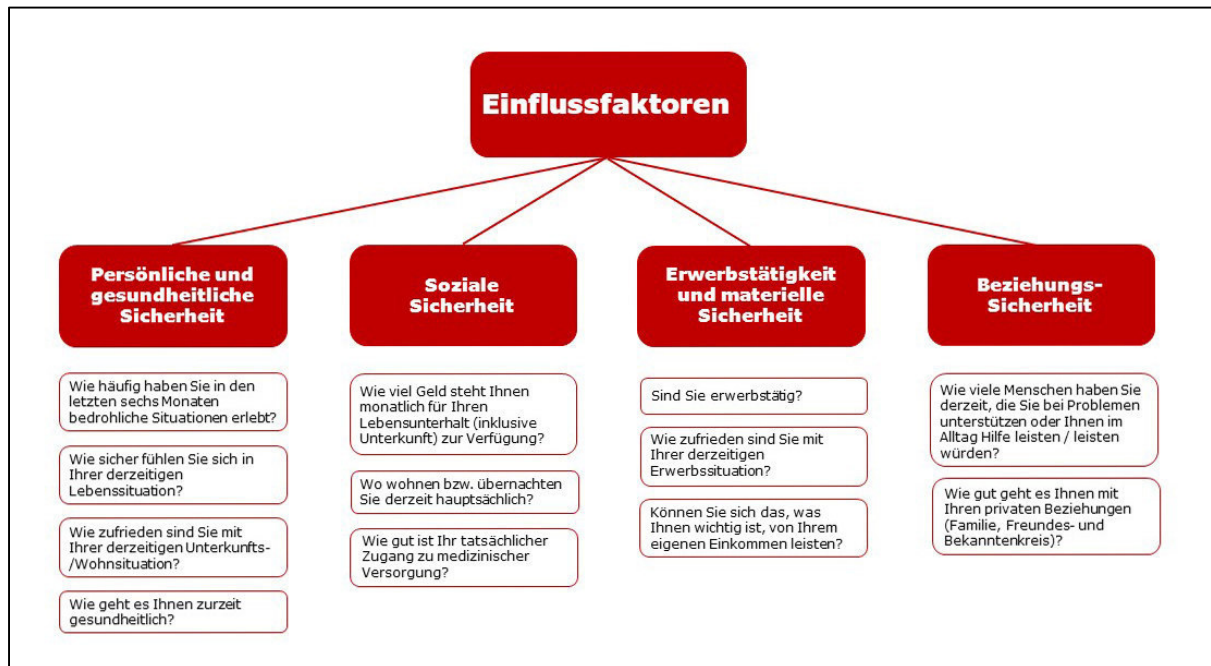 Einflussfaktoren
Persönliche und
gesundheitliche
Sicherheit
Wie häufig haben Sie in den
letzten sechs Monaten
bedrohliche Situationen erlebt?
Wie sicher fühlen Sie sich in
Ihrer derzeitigen
Lebenssituation?
Wie zufrieden sind Sie mit
Ihrer derzeitigen Unterkunfts-
/Wohnsituation?
Wie geht es Ihnen zurzeit
gesundheitlich?
Soziale
Sicherheit
Wie viel Geld steht Ihnen
monatlich für Ihren
Lebensunterhalt (inklusive
Unterkunft) zur Verfügung?
Wo wohnen bzw. übernachten
Sie derzeit hauptsächlich?
Wie gut ist Ihr tatsächlicher
Zugang zu medizinischer
Versorgung?
Erwerbstätigkeit
und materielle
Sicherheit
Sind Sie erwerbstätig?
Wie zufrieden sind Sie mit
Ihrer derzeitigen
Erwerbssituation?
Können Sie sich das, was
Ihnen wichtig ist, von Ihrem
eigenen Einkommen leisten?
Beziehungs-
Sicherheit
Wie viele Menschen haben Sie
derzeit, die Sie bei Problemen
unterstützen oder Ihnen im
Alltag Hilfe leisten / leisten
würden?
Wie gut geht es Ihnen mit
Ihren privaten Beziehungen
(Familie, Freundes- und
Bekanntenkreis)?